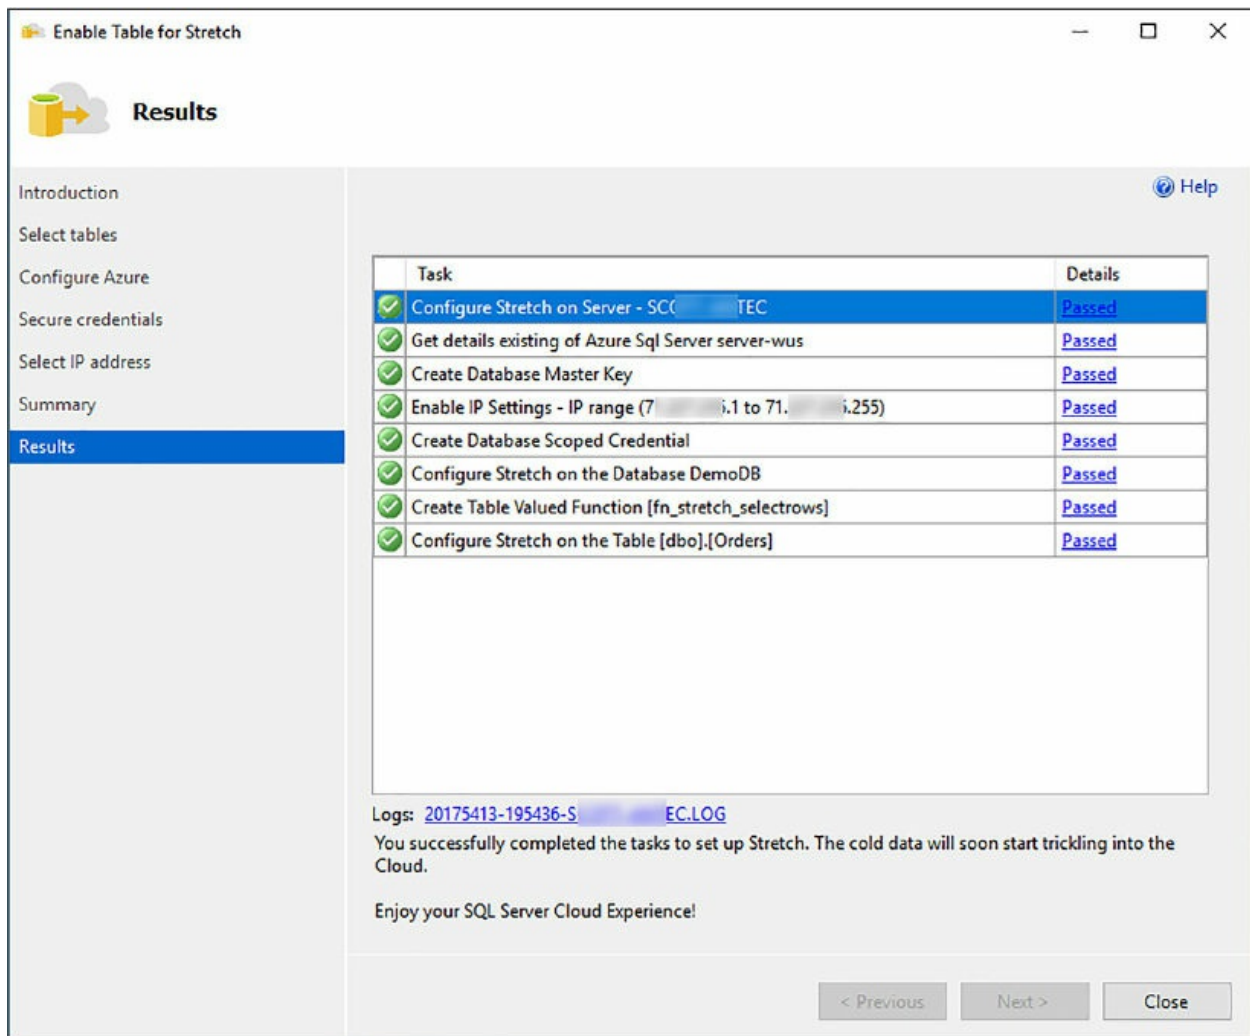 Enable Table for Stretch
Results
Introduction
Select tables
Configure Azure
Secure credentials
Select IP address
Summary
Results
Help
Task Details
Configure Stretch on Server - SCO TEC Passed
Get details existing of Azure Sql Server server-wus Passed
Create Database Master Key Passed
Enable IP Settings - IP range (7 .1 to 71. .255) Passed
Create Database Scoped Credential Passed
Configure Stretch on the Database DemoDB Passed
Create Table Valued Function [fn_stretch_selectrows] Passed
Configure Stretch on the Table [dbo].[Orders] Passed
Logs: 20175413-195436-S EC.LOG
You successfully completed the tasks to set up Stretch. The cold data will soon start trickling into the
Cloud.
Enjoy your SQL Server Cloud Experience!
< Previous Next > Close